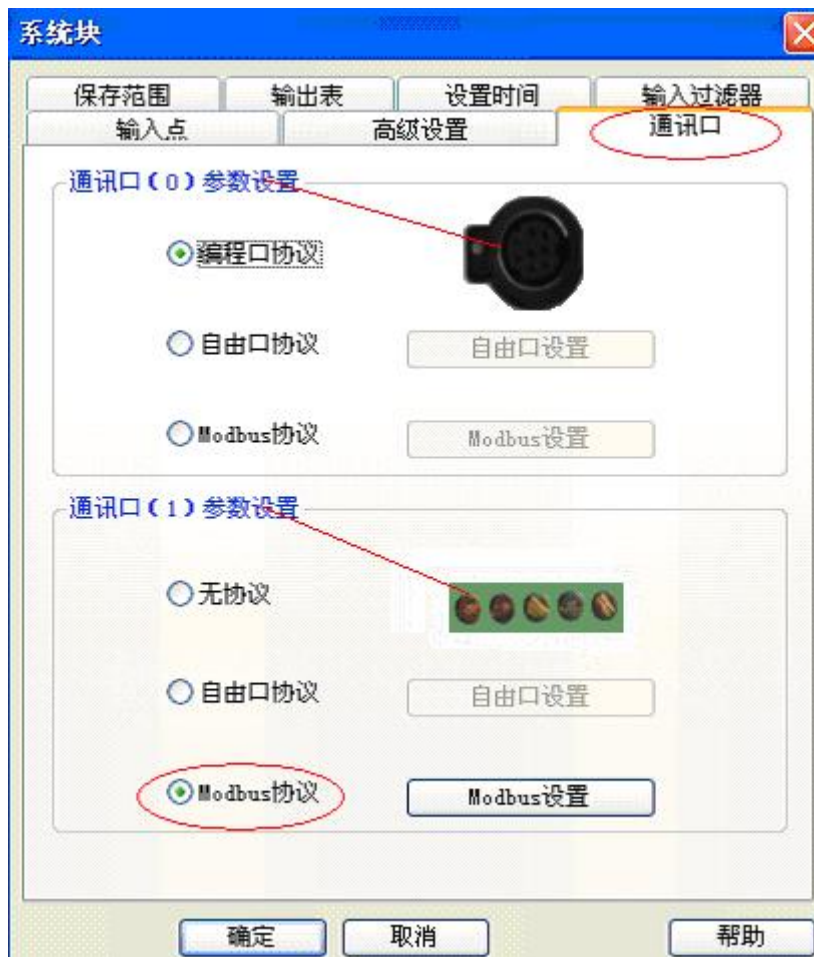 系统块
保存范围 输出表 设置时间 输入过滤器
输入点 高级设置 通讯口
通讯口(0)参数设置
编程口协议
自由口协议 自由口设置
Modbus协议 Modbus设置
通讯口(1)参数设置
无协议
自由口协议 自由口设置
Modbus协议 Modbus设置
确定 取消 帮助